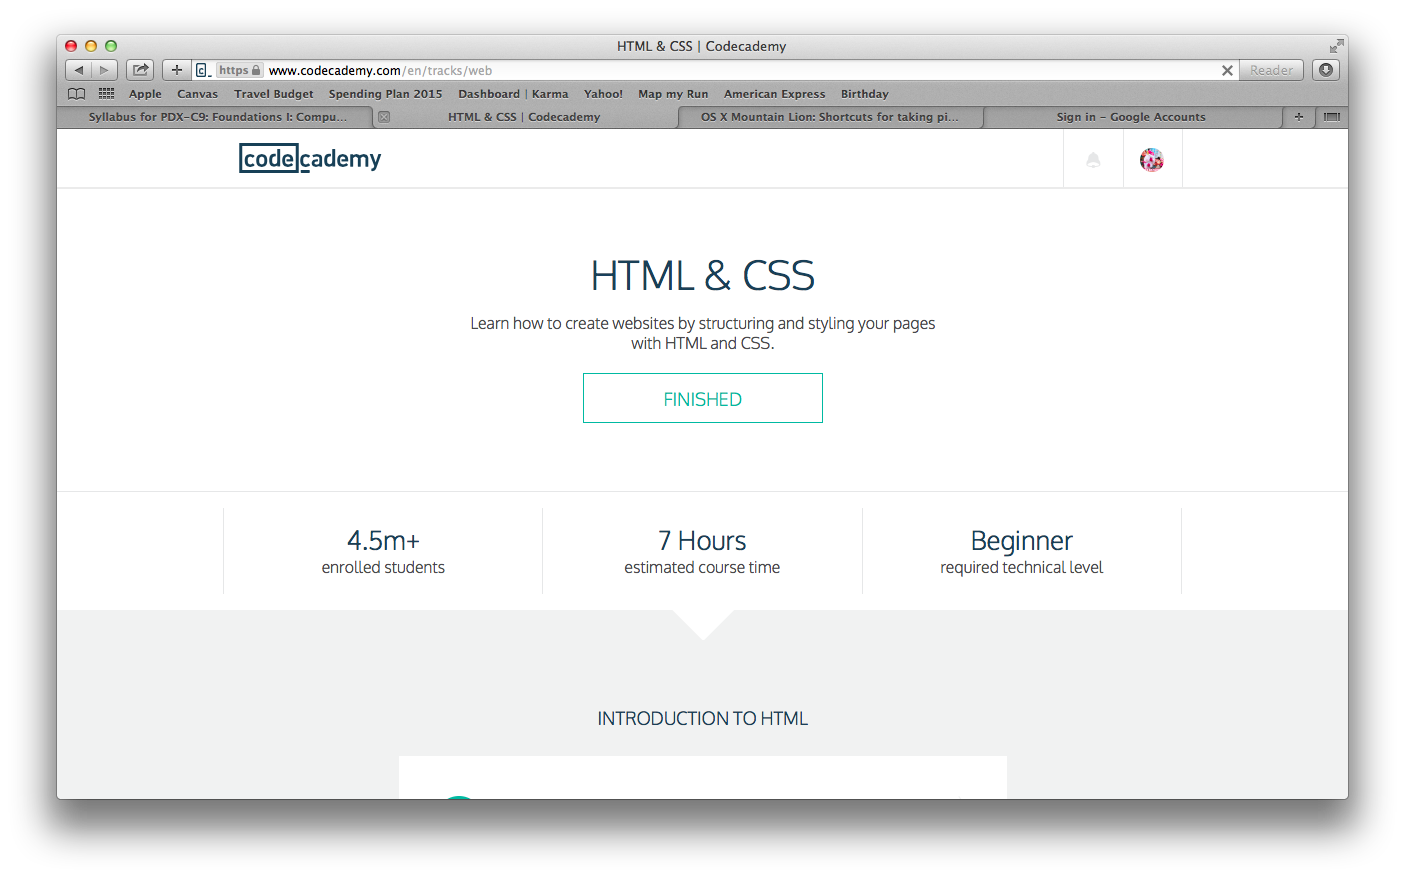 HTML & CSS | Codecademy
https www.codecademy.com/en/tracks/web
Reader
Apple Canvas Travel Budget Spending Plan 2015 Dashboard | Karma Yahoo! Map my Run American Express Birthday
Syllabus for PDX-C9: Foundations I: Compu... HTML & CSS | Codecademy OS X Mountain Lion: Shortcuts for taking pi... Sign in – Google Accounts
codecademy
HTML & CSS
Learn how to create websites by structuring and styling your pages
with HTML and CSS.
FINISHED
4.5m+ 7 Hours Beginner
enrolled students estimated course time required technical level
INTRODUCTION TO HTML